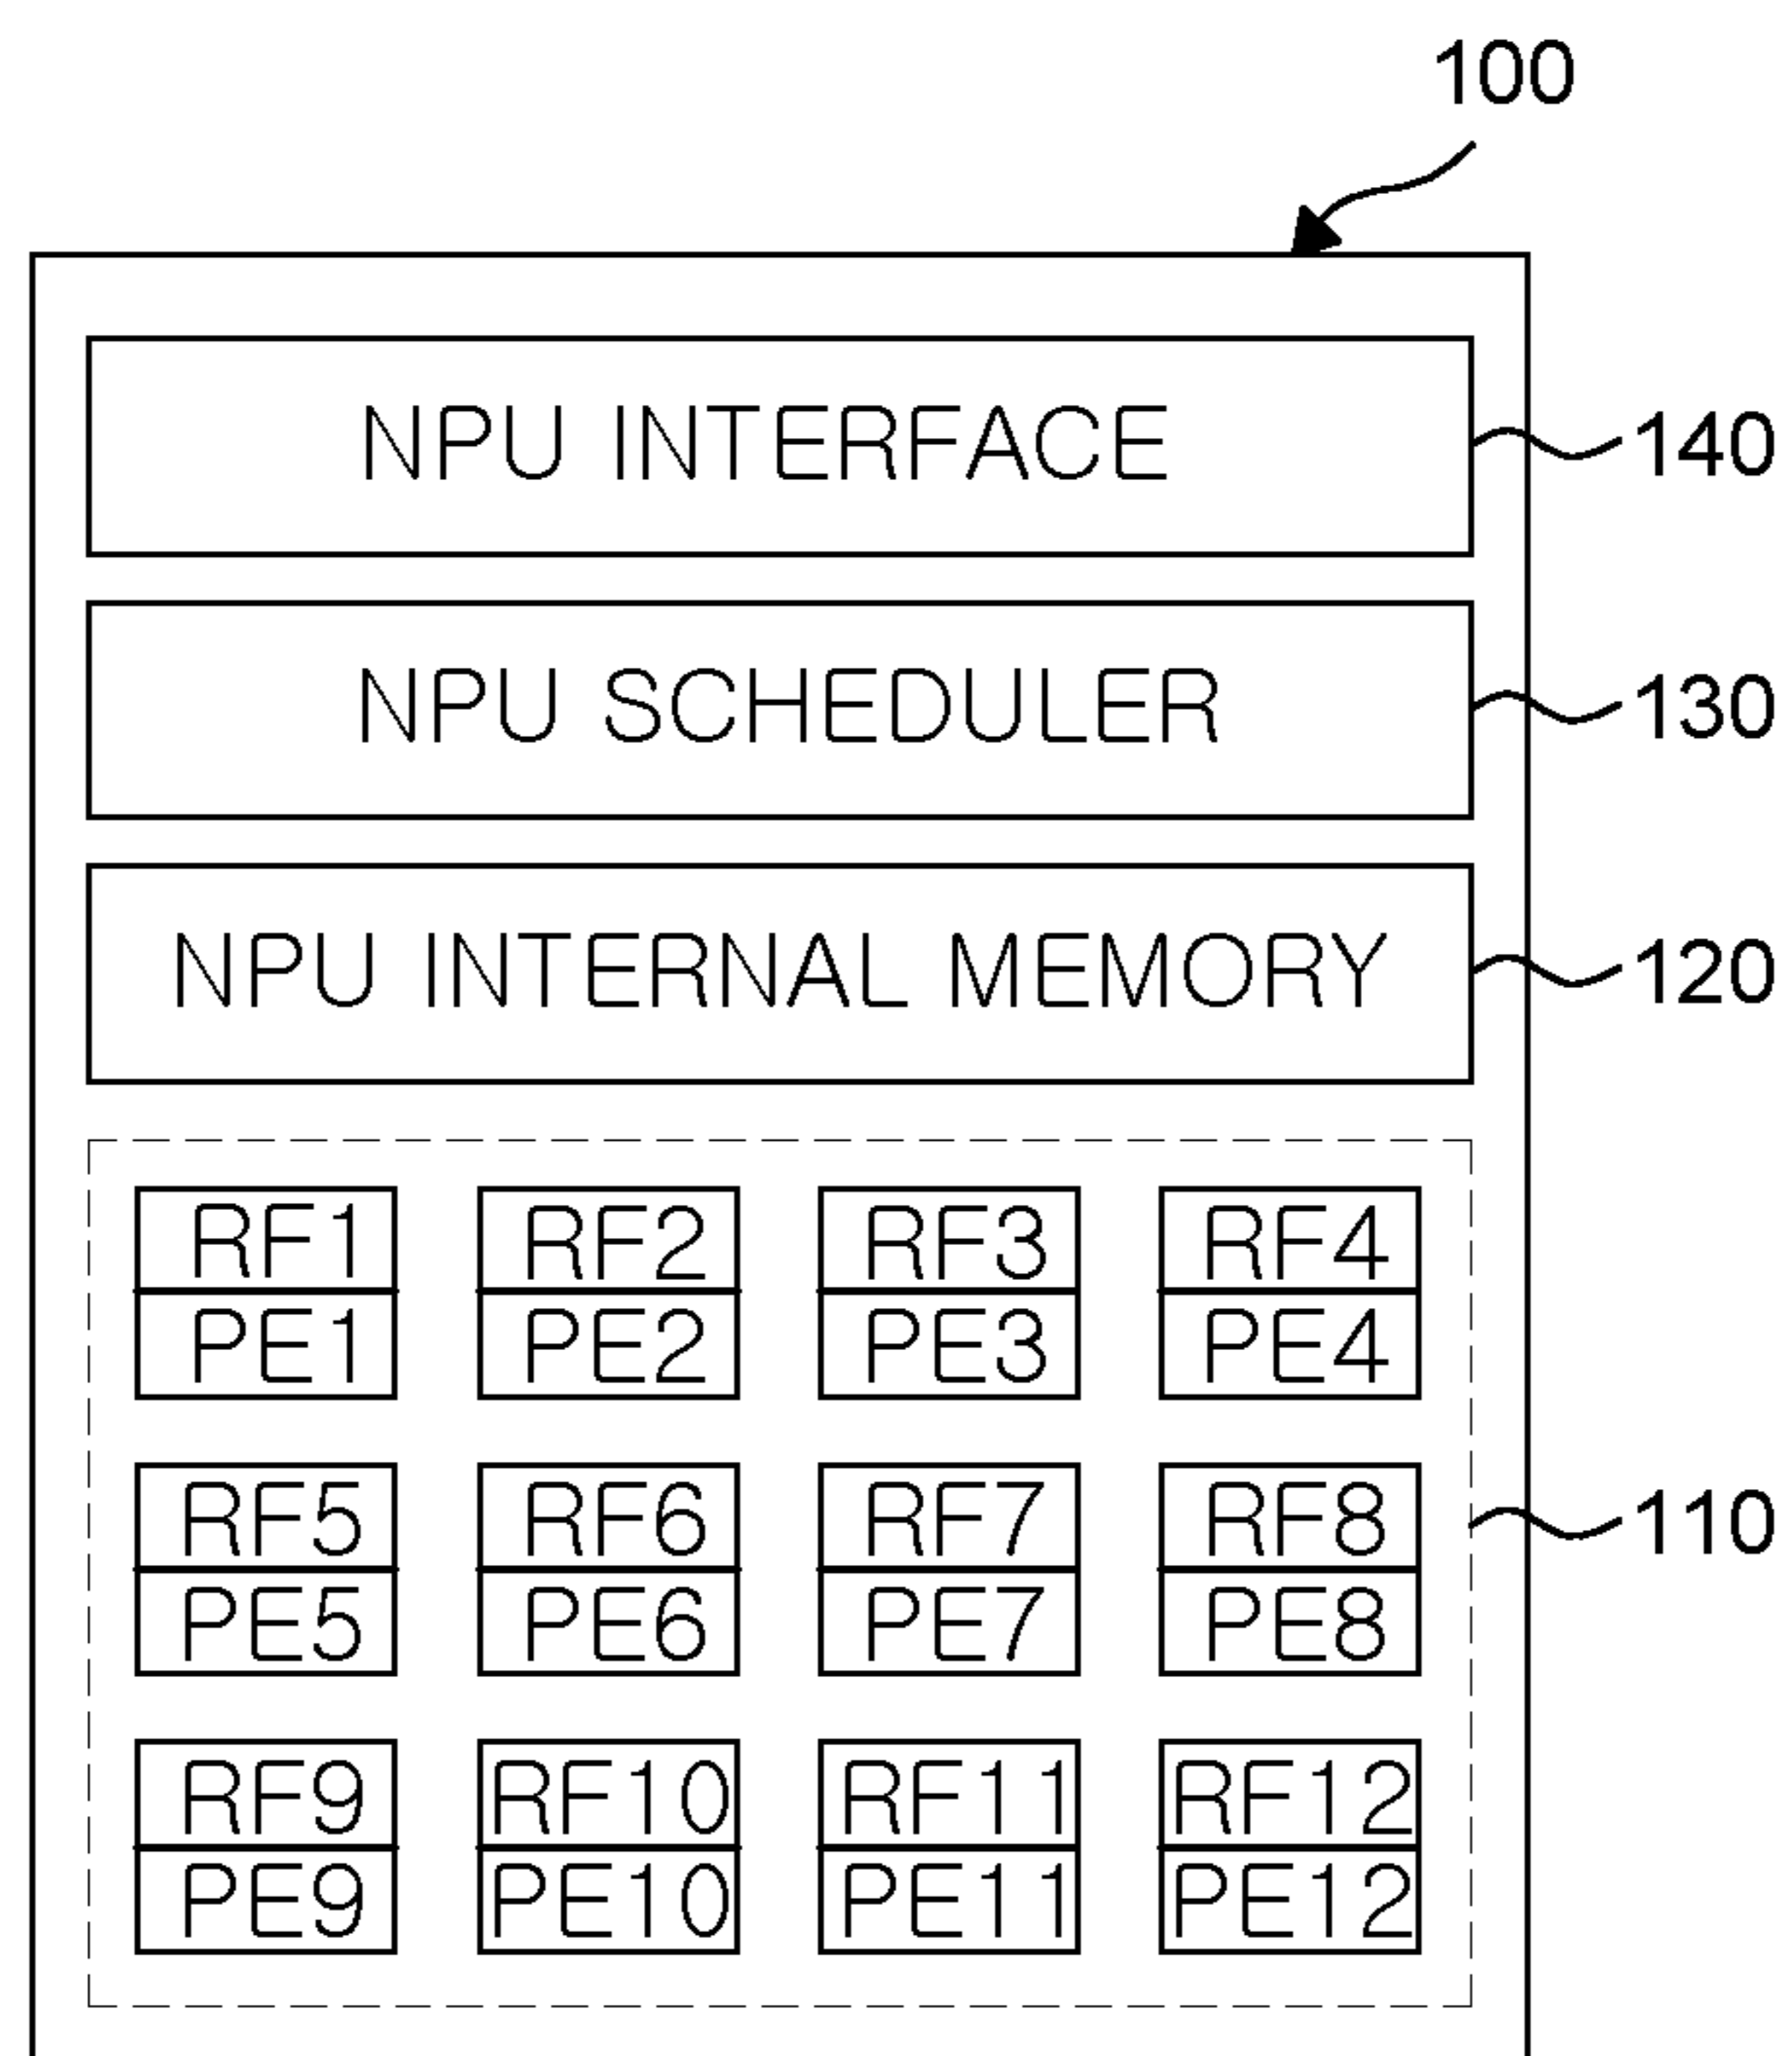 100
NPU INTERFACE 140
NPU SCHEDULER 130
NPU INTERNAL MEMORY 120
RF1 RF2 RF3 RF4
PE1 PE2 PE3 PE4
RF5 RF6 RF7 RF8 110
PE5 PE6 PE7 PE8
RF9 RF10 RF11 RF12
PE9 PE10 PE11 PE12